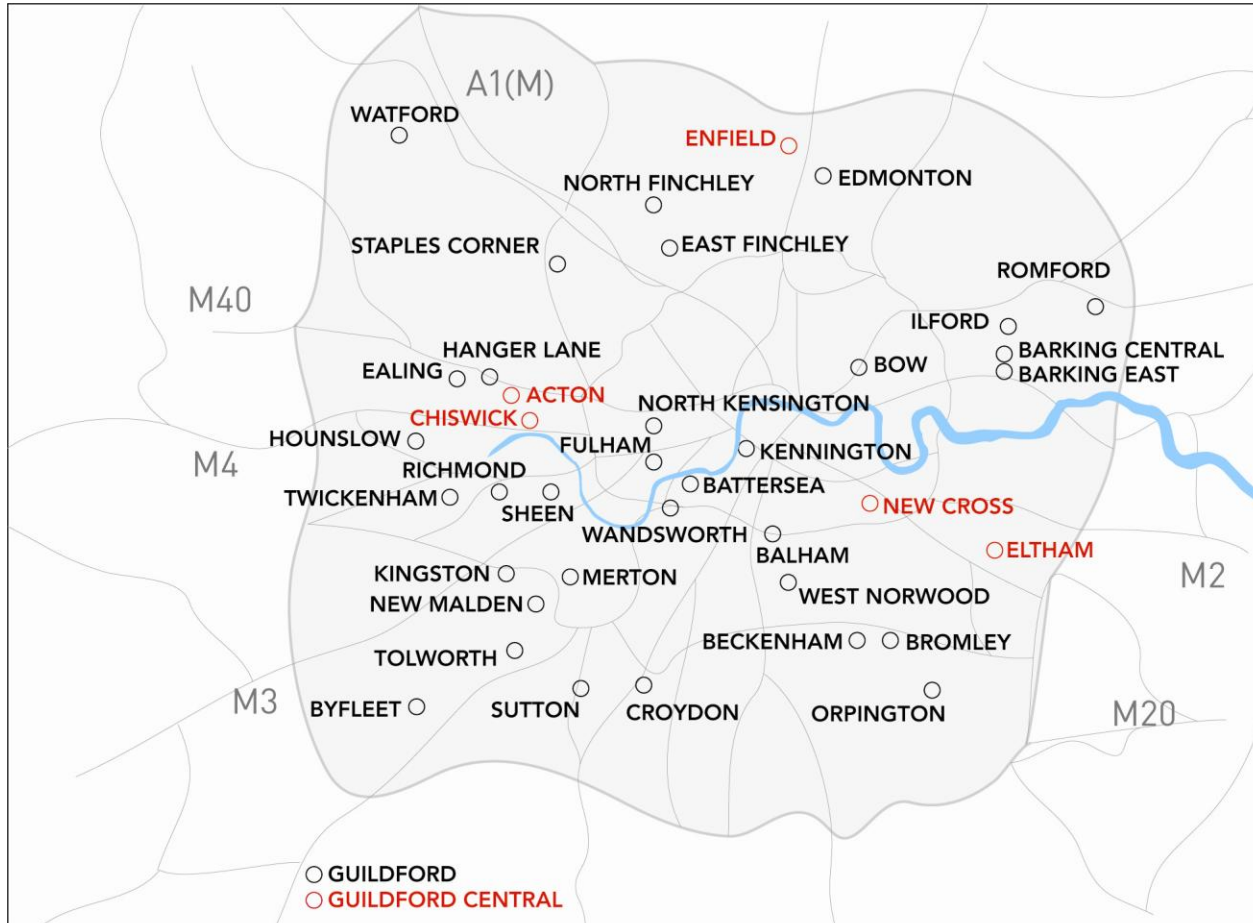 A1(M)
WATFORD
ENFIELD
NORTH FINCHLEY
EDMONTON
STAPLES CORNER
EAST FINCHLEY
ROMFORD
M40
ILFORD
HANGER LANE
BARKING CENTRAL
EALING
BOW
BARKING EAST
ACTON
NORTH KENSINGTON
CHISWICK
HOUNSLOW
FULHAM
KENNINGTON
M4
RICHMOND
BATTERSEA
TWICKENHAM
SHEEN
NEW CROSS
WANDSWORTH
BALHAM
ELTHAM
KINGSTON
MERTON
M2
NEW MALDEN
WEST NORWOOD
BECKENHAM
BROMLEY
TOLWORTH
M3
BYFLEET
SUTTON
CROYDON
ORPINGTON
M20
GUILDFORD
GUILDFORD CENTRAL